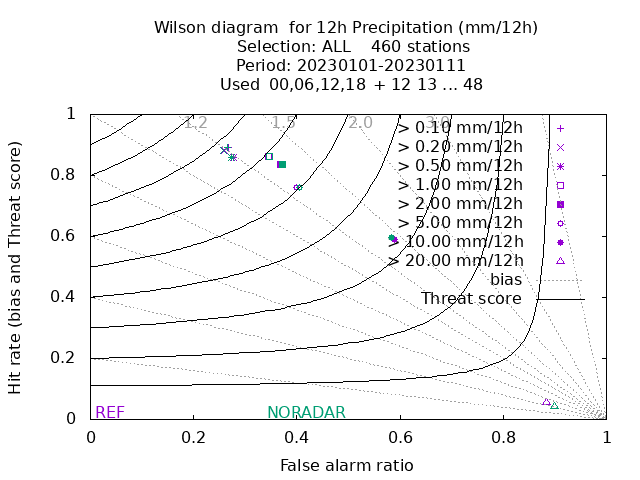 Wilson diagram  for 12h Precipitation (mm/12h)
Selection: ALL    460 stations
Period: 20230101-20230111
Used  00,06,12,18  + 12 13 ... 48
Hit rate (bias and Threat score)
1
0.8
0.6
0.4
0.2
0
1.2
1.5
2.0
3.0
> 0.10 mm/12h
> 0.20 mm/12h
> 0.50 mm/12h
> 1.00 mm/12h
> 2.00 mm/12h
> 5.00 mm/12h
> 10.00 mm/12h
> 20.00 mm/12h
bias
Threat score
REF
NORADAR
0
0.2
0.4
0.6
0.8
1
False alarm ratio